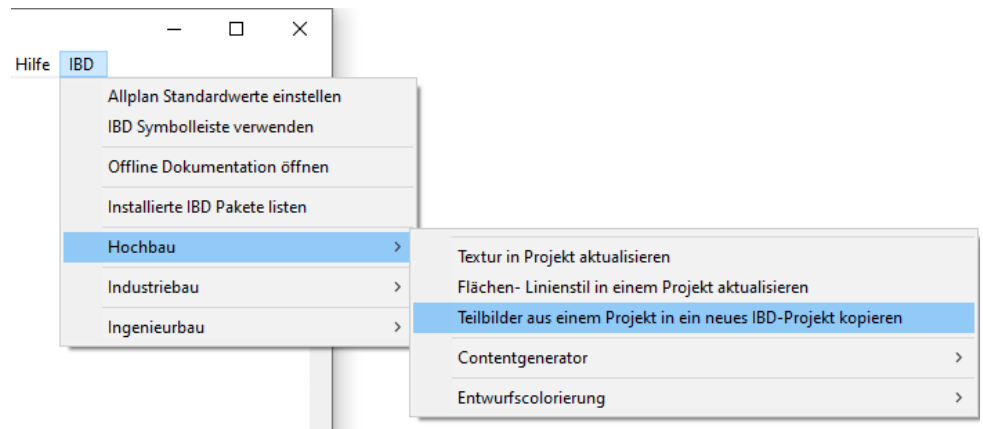 Hilfe IBD
Allplan Standardwerte einstellen
IBD Symbolleiste verwenden
Offline Dokumentation öffnen
Installierte IBD Pakete listen
Hochbau
Industriebau
Ingenieurbau
Textur in Projekt aktualisieren
Flächen- Linienstil in einem Projekt aktualisieren
Teilbilder aus einem Projekt in ein neues IBD-Projekt kopieren
Contentgenerator
Entwurfscolorierung